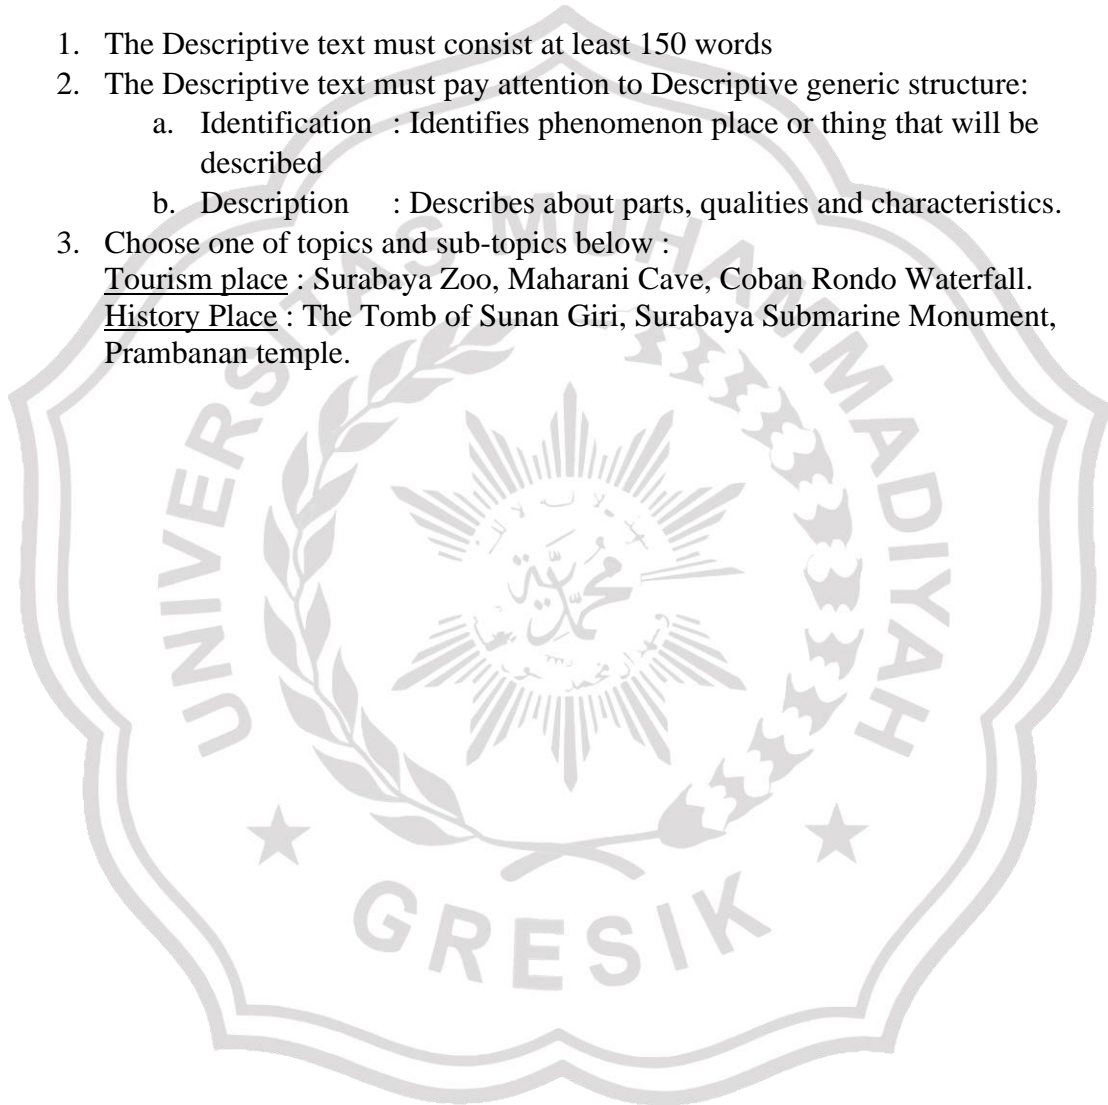 1. The Descriptive text must consist at least 150 words
2. The Descriptive text must pay attention to Descriptive generic structure:
a. Identification : Identifies phenomenon place or thing that will be
described
b. Description : Describes about parts, qualities and characteristics.
3. Choose one of topics and sub-topics below :
Tourism place : Surabaya Zoo, Maharani Cave, Coban Rondo Waterfall.
History Place : The Tomb of Sunan Giri, Surabaya Submarine Monument,
Prambanan temple.
UNIVERSITAS MUHAMMADIYAH
محمد
GRESIK